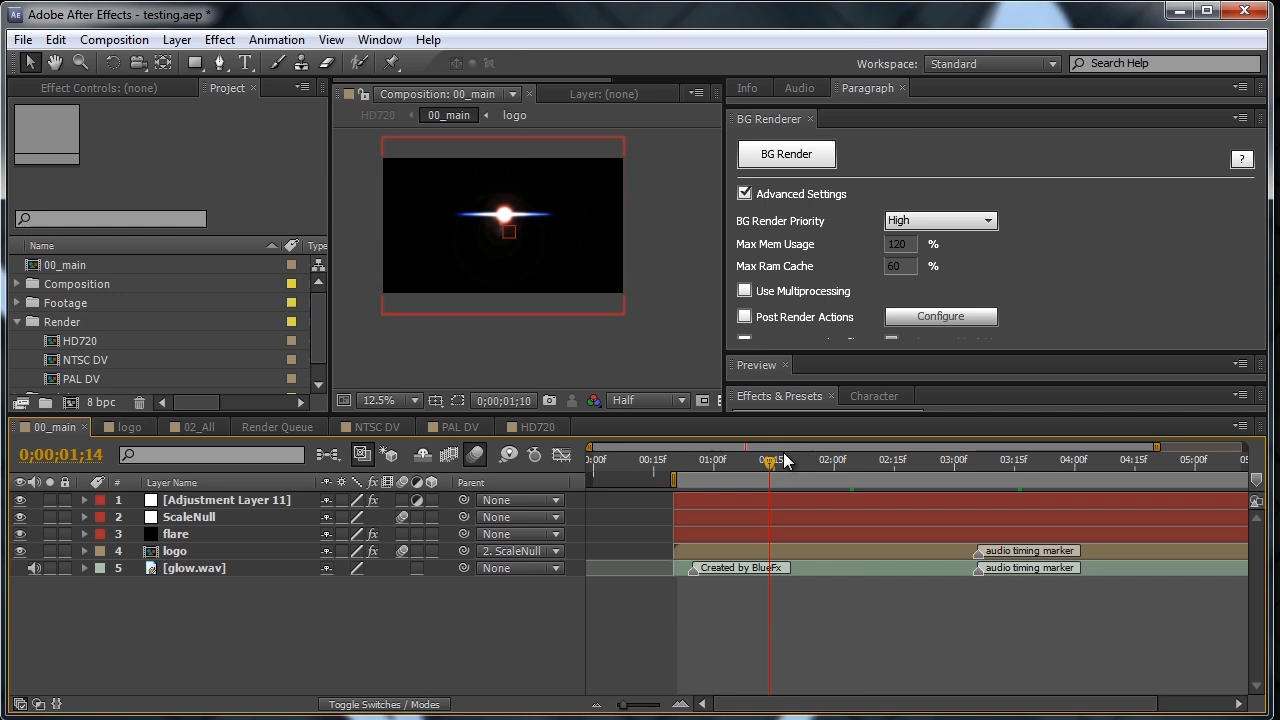 Adobe After Effects - testing.aep *
File Edit Composition Layer Effect Animation View Window Help
Workspace: Standard Search Help
Effect Controls: (none) Project
Composition: 00_main Layer: (none)
Info Audio Paragraph
HD720 00_main logo
BG Renderer
BG Render ?
Advanced Settings
BG Render Priority High
Max Mem Usage 120 %
Max Ram Cache 60 %
Use Multiprocessing
Post Render Actions Configure
Name Type
00_main
Composition
Footage
Render
HD720
NTSC DV
PAL DV
8 bpc
12.5% 0;00;01;10 Half
Preview
Effects & Presets Character
00_main logo 02_All Render Queue NTSC DV PAL DV HD720
0;00;01;14
:00f 00:15f 01:00f 02:00f 02:15f 03:00f 03:15f 04:00f 04:15f 05:00f
# Layer Name Parent
1 [Adjustment Layer 11] fx None
2 ScaleNull None
3 flare fx None
4 logo fx 2. ScaleNull audio timing marker
5 [glow.wav] None Created by BlueFx audio timing marker
Toggle Switches / Modes